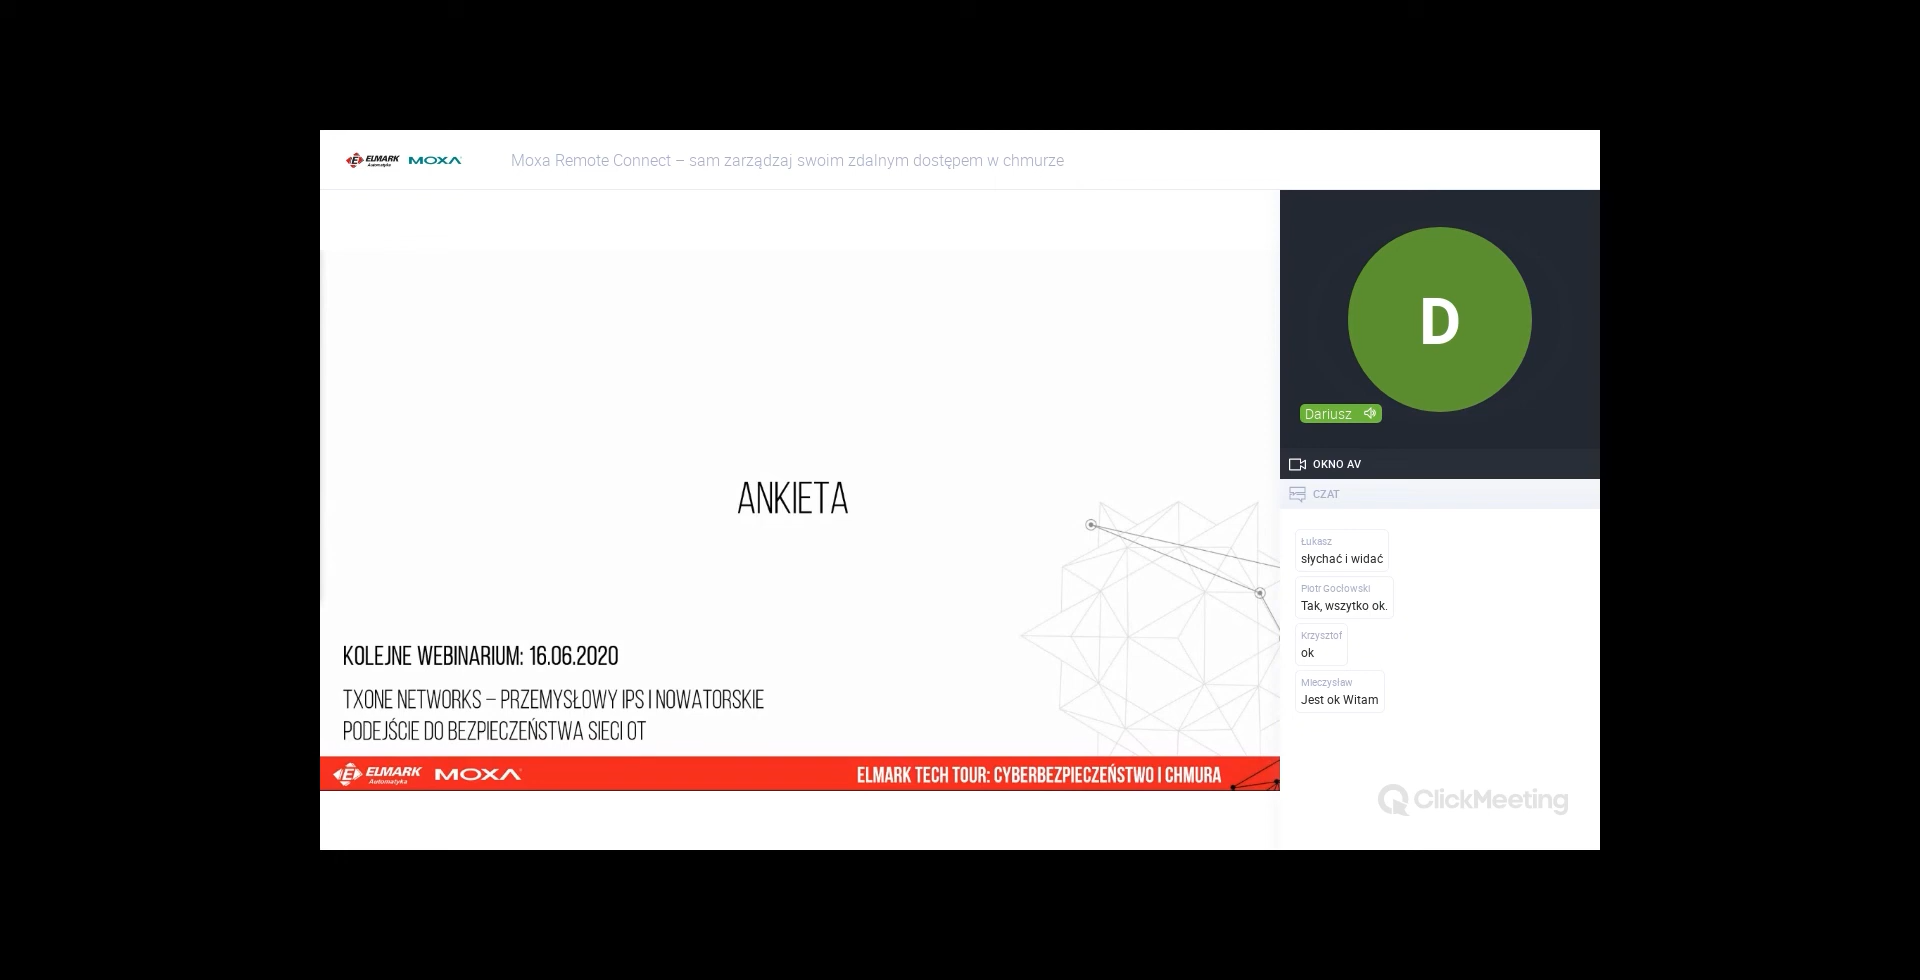 ELMARK
Automatyka
MOXA
Moxa Remote Connect – sam zarządzaj swoim zdalnym dostępem w chmurze
D
Dariusz
OKNO AV
CZAT
Łukasz
słychać i widać
Piotr Gocłowski
Tak, wszytko ok.
Krzysztof
ok
Mieczysław
Jest ok Witam
ANKIETA
KOLEJNE WEBINARIUM: 16.06.2020
TXONE NETWORKS – PRZEMYSŁOWY IPS I NOWATORSKIE
PODEJŚCIE DO BEZPIECZEŃSTWA SIECI OT
ELMARK
Automatyka
MOXA
ELMARK TECH TOUR: CYBERBEZPIECZEŃSTWO I CHMURA
ClickMeeting